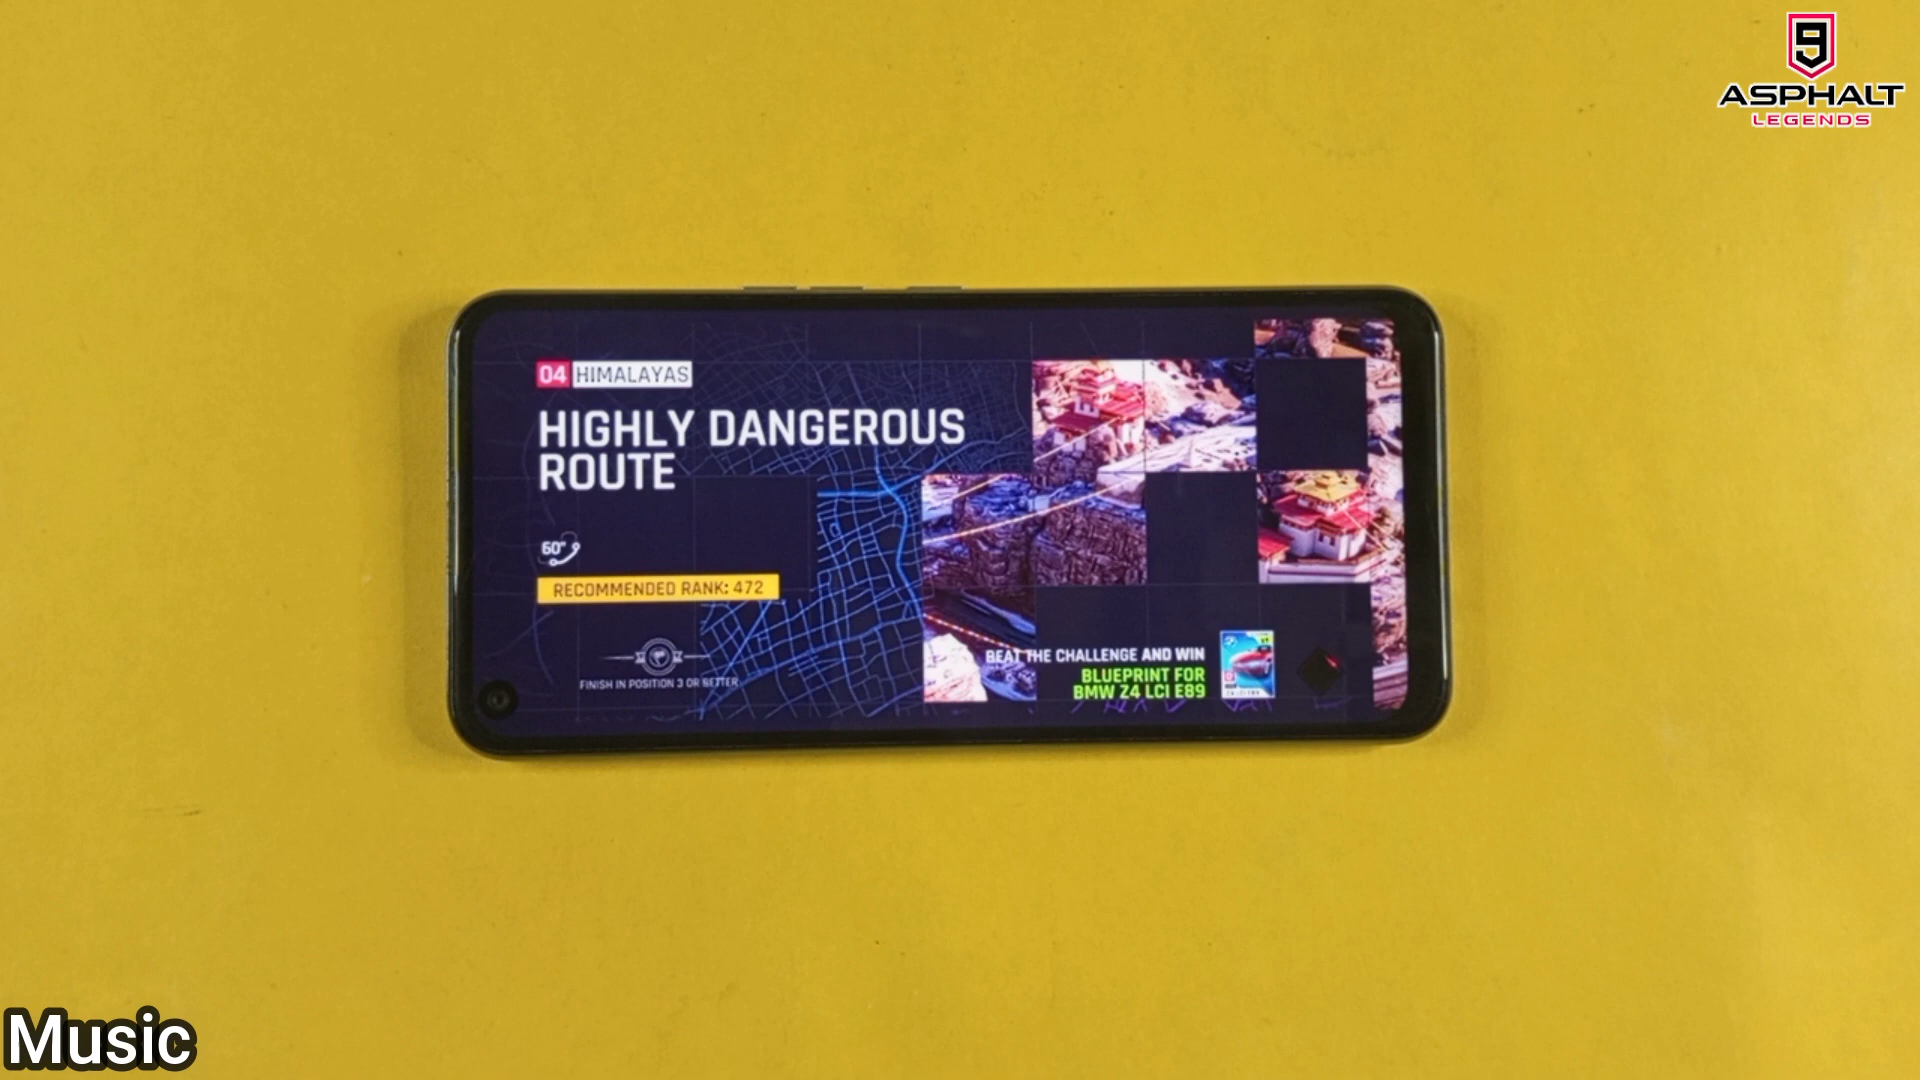 9
ASPHALT
LEGENDS
04 HIMALAYAS
HIGHLY DANGEROUS
ROUTE
60"
RECOMMENDED RANK: 472
FINISH IN POSITION 3 OR BETTER
BEAT THE CHALLENGE AND WIN
BLUEPRINT FOR
BMW Z4 LCI E89
Music